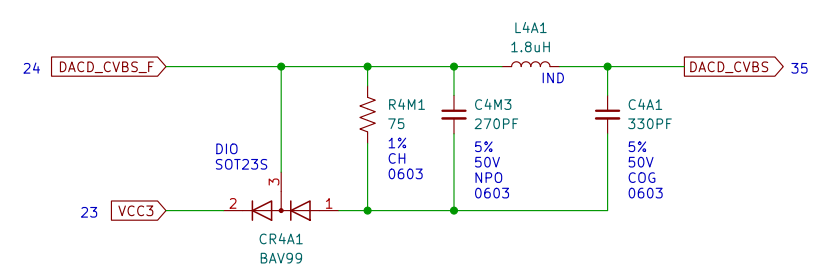 L4A1
1.8uH
24
DACD_CVBS_F
DACD_CVBS
35
IND
R4M1
75
1%
CH
0603
C4M3
270PF
5%
50V
NPO
0603
C4A1
330PF
5%
50V
COG
0603
DIO
SOT23S
3
23
VCC3
2
1
CR4A1
BAV99